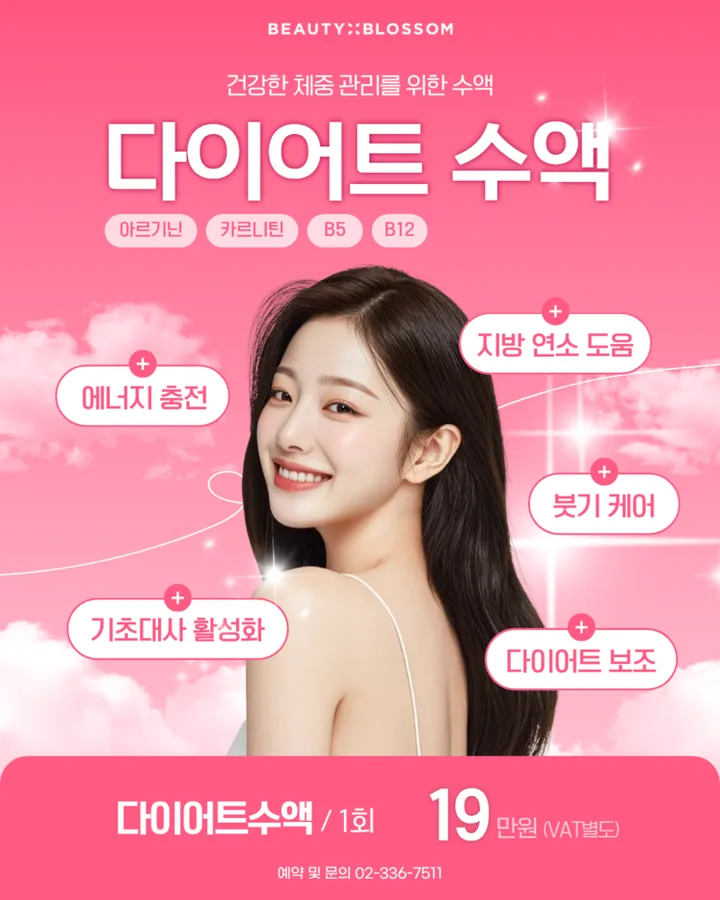 BEAUTY BLOSSOM
건강한 체중 관리를 위한 수액
다이어트 수액
아르기닌 카르니틴 B5 B12
+
지방 연소 도움
+
에너지 충전
+
붓기 케어
+
기초대사 활성화
+
다이어트 보조
다이어트수액 / 1회 19만원 (VAT별도)
예약 및 문의 02-336-7511